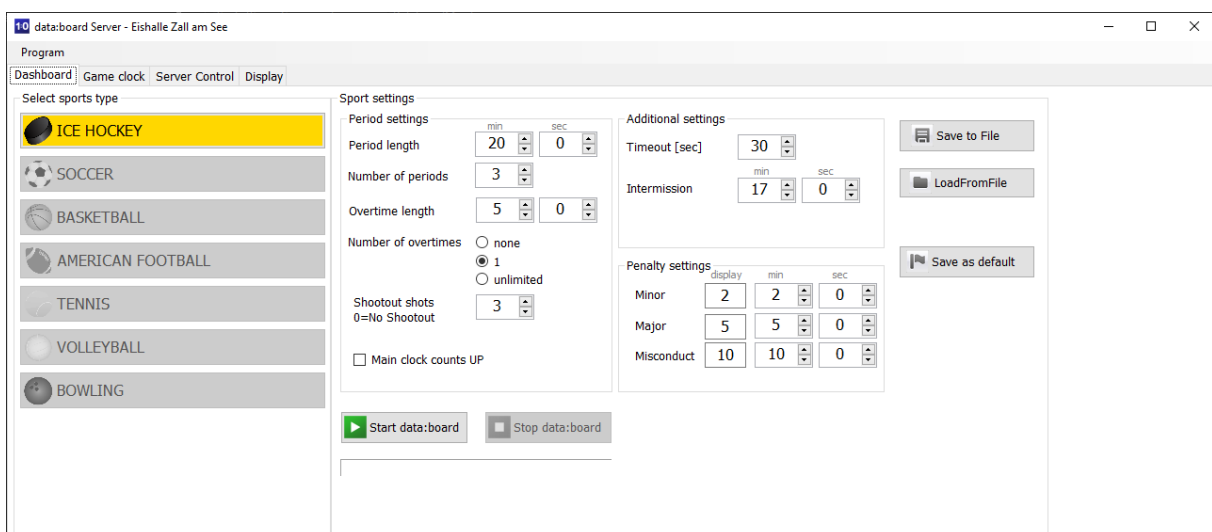 10 data:board Server - Eishalle Zall am See
Program
Dashboard Game clock Server Control Display
Select sports type
ICE HOCKEY
SOCCER
BASKETBALL
AMERICAN FOOTBALL
TENNIS
VOLLEYBALL
BOWLING
Sport settings
Period settings
min sec
Period length 20 0
Number of periods 3
Overtime length 5 0
Number of overtimes none
1
unlimited
Shootout shots
0=No Shootout 3
Main clock counts UP
Additional settings
Timeout [sec] 30
min sec
Intermission 17 0
Penalty settings
display min sec
Minor 2 2 0
Major 5 5 0
Misconduct 10 10 0
Save to File
LoadFromFile
Save as default
Start data:board Stop data:board